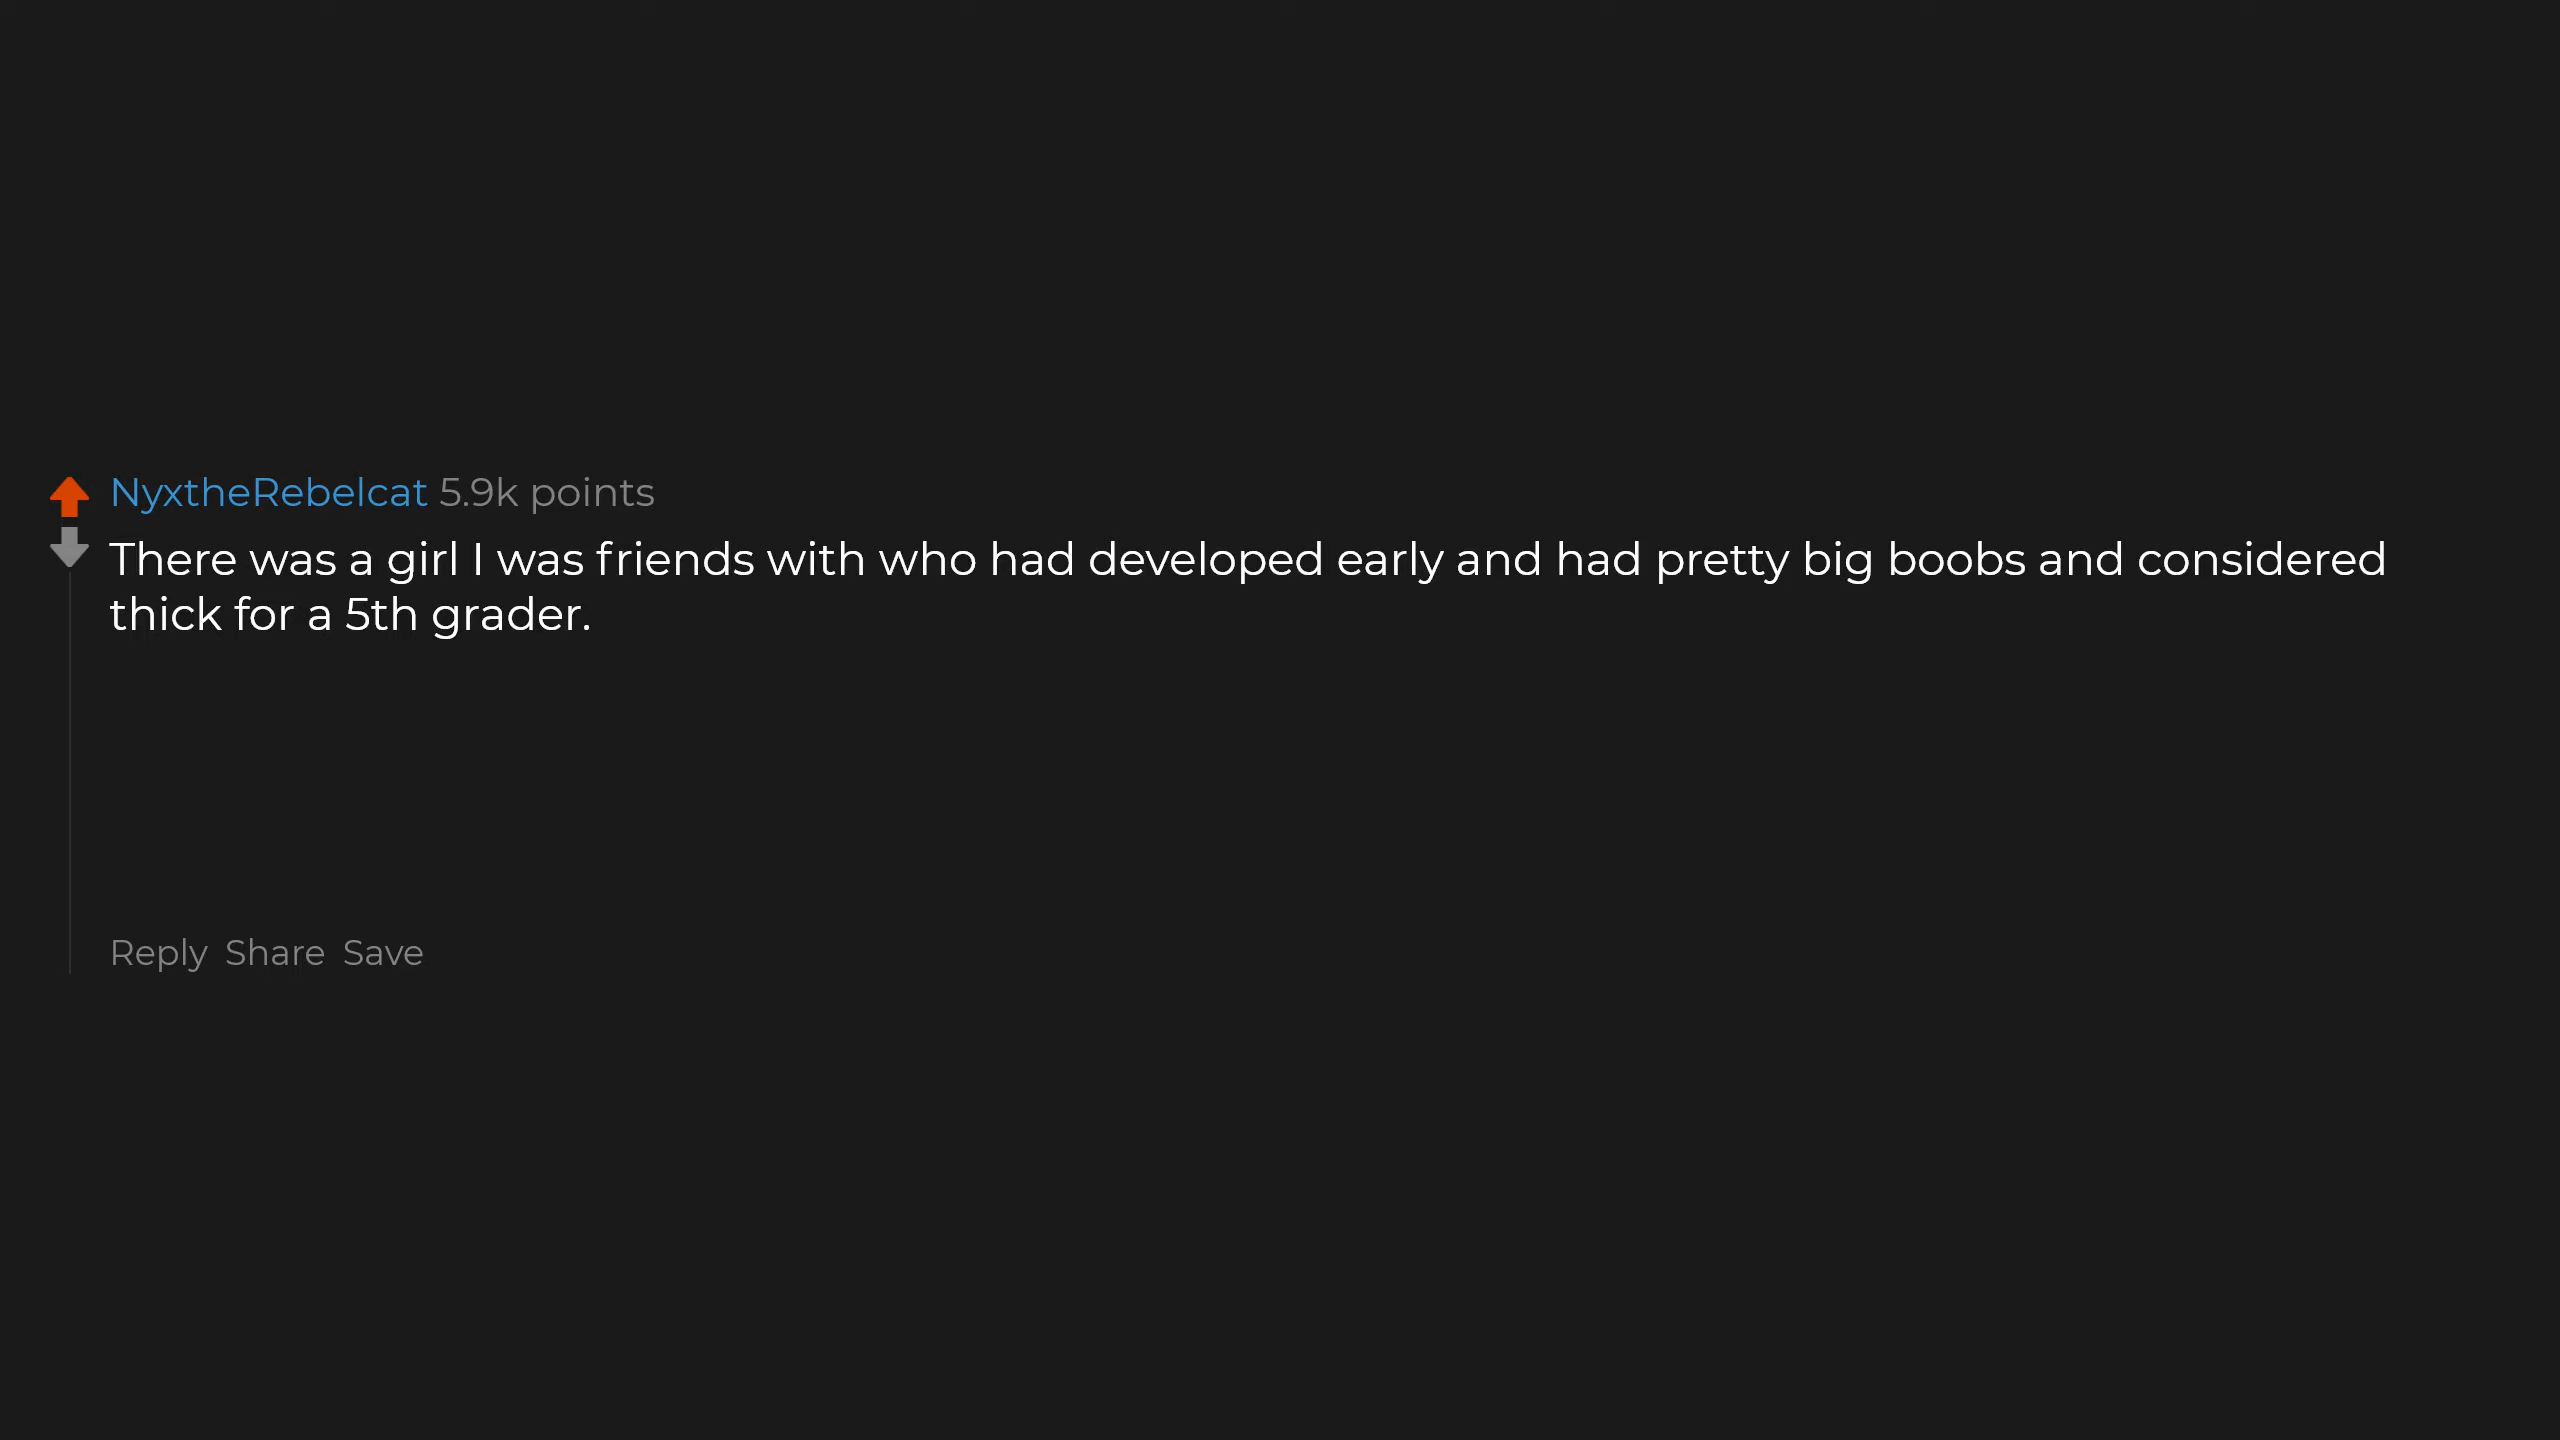 NyxtheRebelcat 5.9k points
There was a girl I was friends with who had developed early and had pretty big boobs and considered
thick for a 5th grader.
Reply Share Save